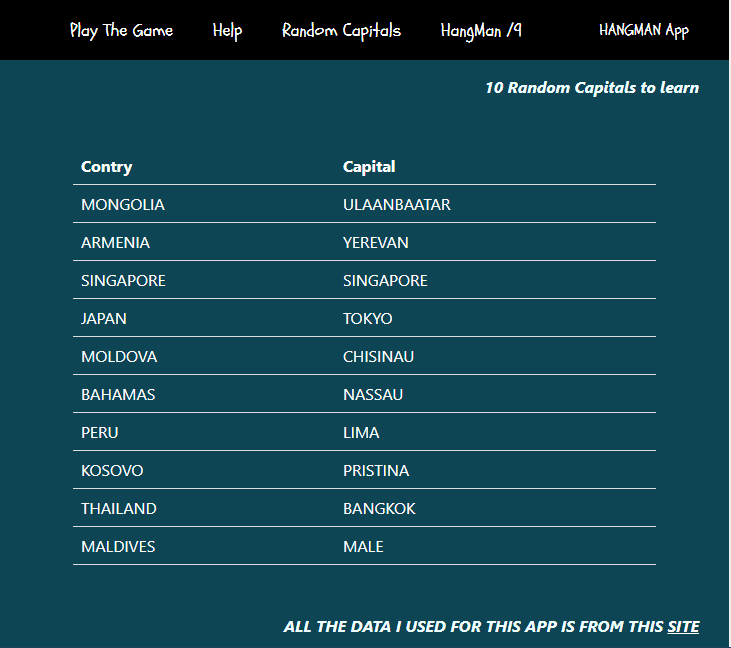 Play The Game Help Random Capitals HangMan /9 HANGMAN App
10 Random Capitals to learn
Contry Capital
MONGOLIA ULAANBAATAR
ARMENIA YEREVAN
SINGAPORE SINGAPORE
JAPAN TOKYO
MOLDOVA CHISINAU
BAHAMAS NASSAU
PERU LIMA
KOSOVO PRISTINA
THAILAND BANGKOK
MALDIVES MALE
ALL THE DATA I USED FOR THIS APP IS FROM THIS SITE